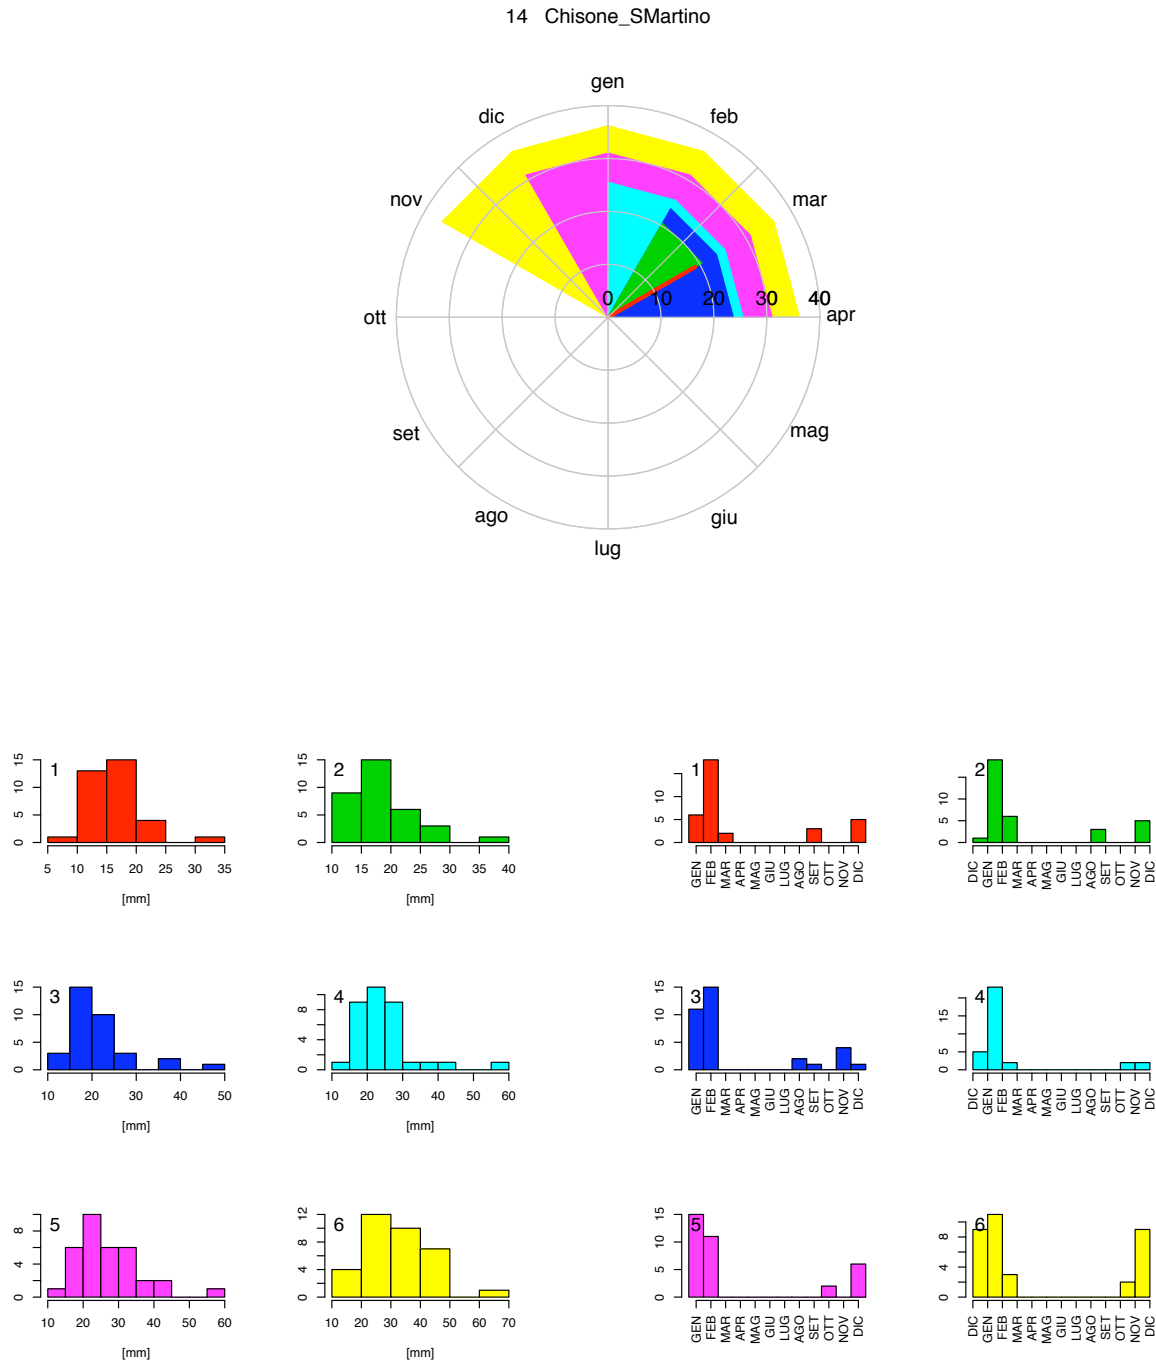 14 Chisone_SMartino
gen
dic feb
nov mar
0 10 20 30 40
ott apr
set mag
ago giu
lug
1
0 5 10 15
5 10 15 20 25 30 35
[mm]
2
0 5 10 15
10 15 20 25 30 35 40
[mm]
1
0 5 10
GEN FEB MAR APR MAG GIU LUG AGO SET OTT NOV DIC
2
0 5 10
DIC GEN FEB MAR APR MAG GIU LUG AGO SET OTT NOV DIC
3
0 5 10 15
10 20 30 40 50
[mm]
4
0 4 8
10 20 30 40 50 60
[mm]
3
0 5 10 15
GEN FEB MAR APR MAG GIU LUG AGO SET OTT NOV DIC
4
0 5 15
DIC GEN FEB MAR APR MAG GIU LUG AGO SET OTT NOV DIC
5
0 4 8
10 20 30 40 50 60
[mm]
6
0 4 8 12
10 20 30 40 50 60 70
[mm]
5
0 5 10 15
GEN FEB MAR APR MAG GIU LUG AGO SET OTT NOV DIC
6
0 4 8
DIC GEN FEB MAR APR MAG GIU LUG AGO SET OTT NOV DIC